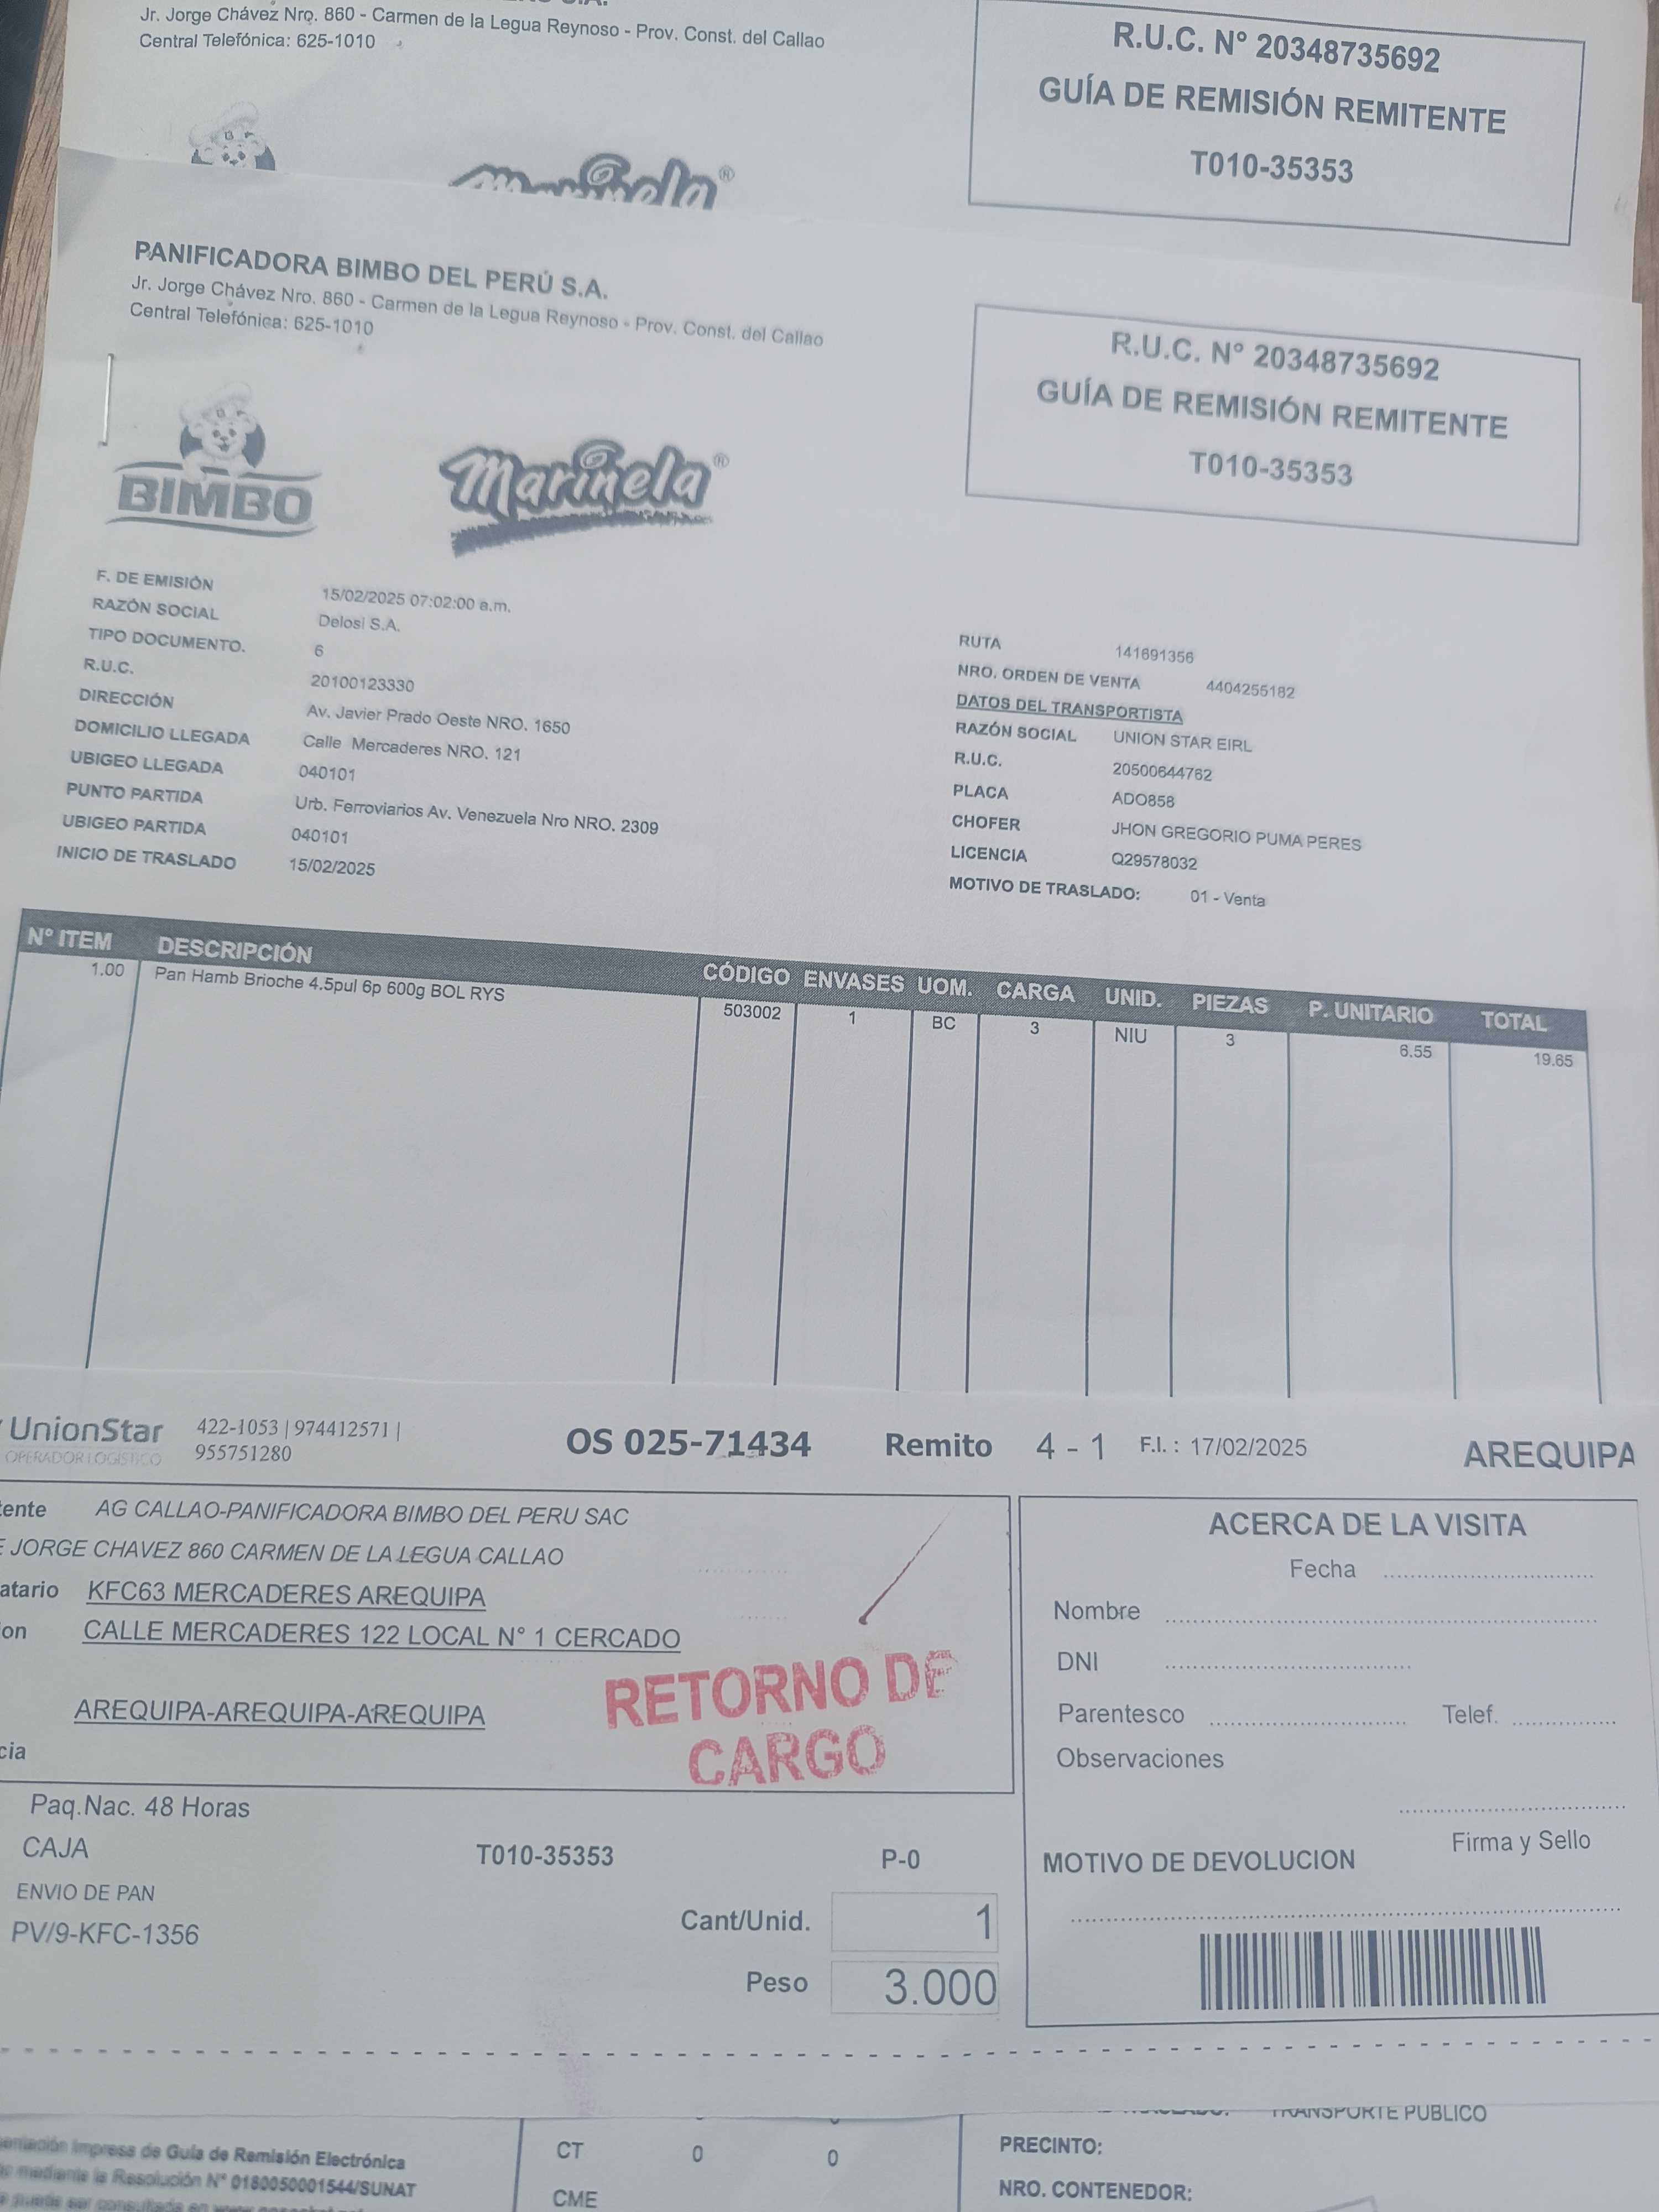 Jr. Jorge Chávez Nro. 860 - Carmen de la Legua Reynoso - Prov. Const. del Callao
Central Telefónica: 625-1010
R.U.C. N° 20348735692
GUÍA DE REMISIÓN REMITENTE
T010-35353
Marinela®
PANIFICADORA BIMBO DEL PERÚ S.A.
Jr. Jorge Chávez Nro. 860 - Carmen de la Legua Reynoso - Prov. Const. del Callao
Central Telefónica: 625-1010
R.U.C. N° 20348735692
GUÍA DE REMISIÓN REMITENTE
T010-35353
BIMBO
Marinela®
F. DE EMISIÓN 15/02/2025 07:02:00 a.m.
RAZÓN SOCIAL Delosi S.A.
TIPO DOCUMENTO. 6
R.U.C. 20100123330
DIRECCIÓN Av. Javier Prado Oeste NRO. 1650
DOMICILIO LLEGADA Calle Mercaderes NRO. 121
UBIGEO LLEGADA 040101
PUNTO PARTIDA Urb. Ferroviarios Av. Venezuela Nro NRO. 2309
UBIGEO PARTIDA 040101
INICIO DE TRASLADO 15/02/2025
RUTA 141691356
NRO. ORDEN DE VENTA 4404255182
DATOS DEL TRANSPORTISTA
RAZÓN SOCIAL UNION STAR EIRL
R.U.C. 20500644762
PLACA ADO858
CHOFER JHON GREGORIO PUMA PERES
LICENCIA Q29578032
MOTIVO DE TRASLADO: 01 - Venta
N° ITEM DESCRIPCIÓN CÓDIGO ENVASES UOM. CARGA UNID. PIEZAS P. UNITARIO TOTAL
1.00 Pan Hamb Brioche 4.5pul 6p 600g BOL RYS 503002 1 BC 3 NIU 3 6.55 19.65
UnionStar
OPERADOR LOGISTICO
422-1053 | 974412571 |
955751280
OS 025-71434 Remito 4 - 1 F.I. : 17/02/2025 AREQUIPA
tente AG CALLAO-PANIFICADORA BIMBO DEL PERU SAC
E JORGE CHAVEZ 860 CARMEN DE LA LEGUA CALLAO
atario KFC63 MERCADERES AREQUIPA
ion CALLE MERCADERES 122 LOCAL N° 1 CERCADO
AREQUIPA-AREQUIPA-AREQUIPA
cia
RETORNO DE
CARGO
ACERCA DE LA VISITA
Fecha
Nombre
DNI
Parentesco Telef.
Observaciones
Firma y Sello
MOTIVO DE DEVOLUCION
Paq.Nac. 48 Horas
CAJA T010-35353 P-0
ENVIO DE PAN
PV/9-KFC-1356
Cant/Unid. 1
Peso 3.000
Impresa de Guía de Remisión Electrónica
mediante la Resolución N° 0180050001544/SUNAT
CT 0 0
CME
TRANSPORTE PUBLICO
PRECINTO:
NRO. CONTENEDOR: